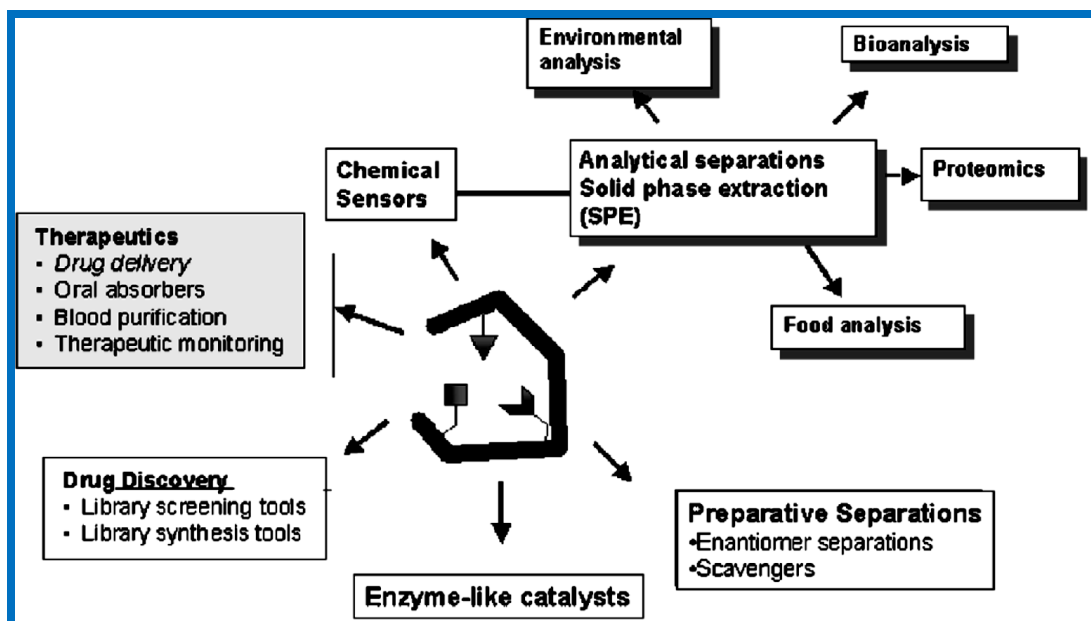 Environmental
analysis
Bioanalysis
Chemical
Sensors
Analytical separations
Solid phase extraction
(SPE)
Proteomics
Therapeutics
▪ Drug delivery
▪ Oral absorbers
▪ Blood purification
▪ Therapeutic monitoring
Food analysis
Drug Discovery
▪ Library screening tools
▪ Library synthesis tools
Preparative Separations
•Enantiomer separations
•Scavengers
Enzyme-like catalysts